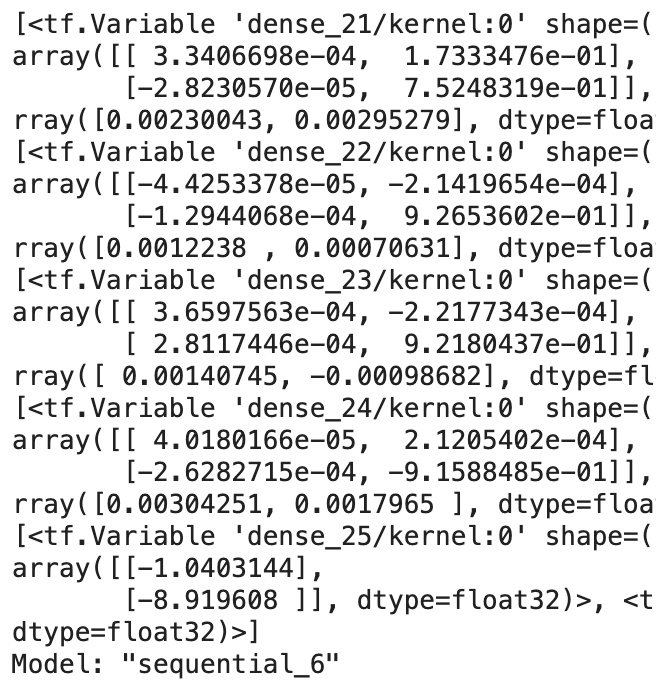 [<tf.Variable 'dense_21/kernel:0' shape=(
array([[ 3.3406698e-04,  1.7333476e-01],
       [-2.8230570e-05,  7.5248319e-01]],
rray([0.00230043, 0.00295279], dtype=floa
[<tf.Variable 'dense_22/kernel:0' shape=(
array([[-4.4253378e-05, -2.1419654e-04],
       [-1.2944068e-04,  9.2653602e-01]],
rray([0.0012238 , 0.00070631], dtype=floa
[<tf.Variable 'dense_23/kernel:0' shape=(
array([[ 3.6597563e-04, -2.2177343e-04],
       [ 2.8117446e-04,  9.2180437e-01]],
rray([ 0.00140745, -0.00098682], dtype=fl
[<tf.Variable 'dense_24/kernel:0' shape=(
array([[ 4.0180166e-05,  2.1205402e-04],
       [-2.6282715e-04, -9.1588485e-01]],
rray([0.00304251, 0.0017965 ], dtype=floa
[<tf.Variable 'dense_25/kernel:0' shape=(
array([[-1.0403144],
       [-8.919608 ]], dtype=float32)>, <t
dtype=float32)>]
Model: "sequential_6"